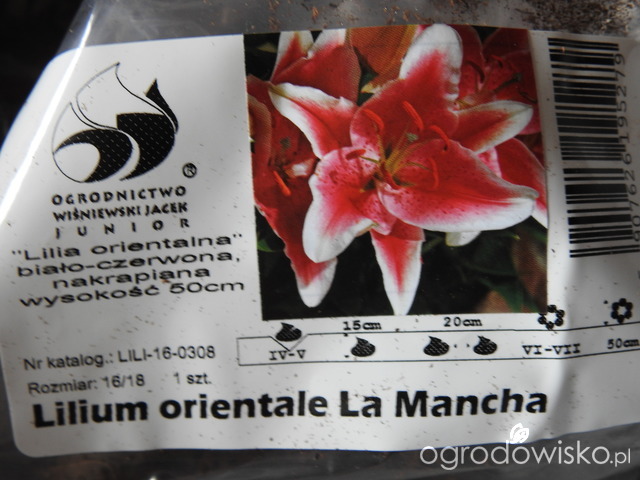 OGRODNICTWO
WIŚNIEWSKI JACEK
JUNIOR
®
"Lilia orientalna"
biało-czerwona,
nakrapiana
wysokość 50cm
15cm 20cm
IV-V VI-VII 50cm
Nr katalog.: LILI-16-0308
Rozmiar: 16/18 1 szt.
Lilium orientale La Mancha
ogrodowisko.pl